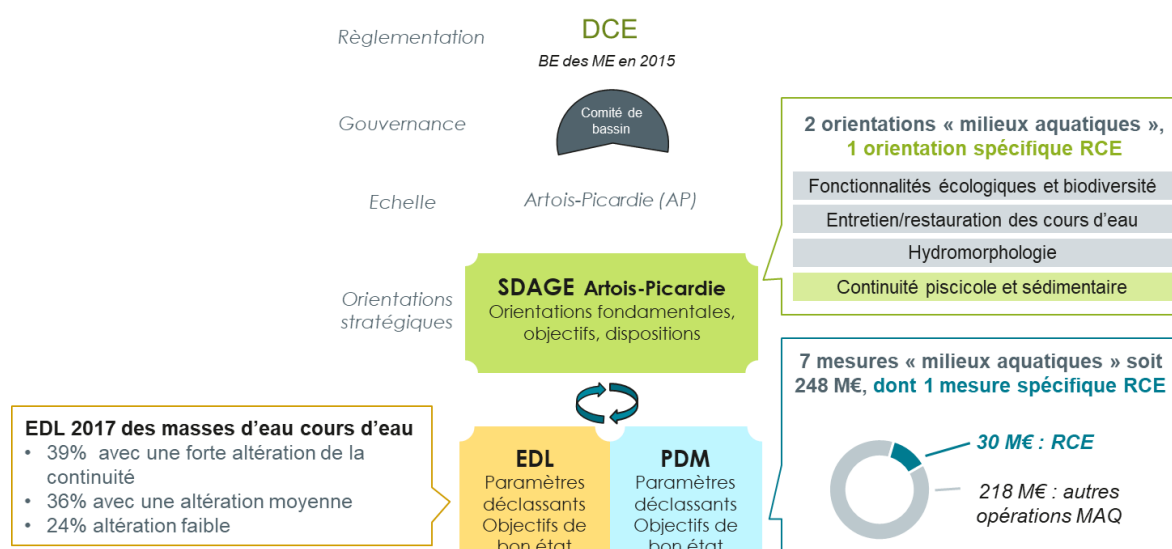 Règlementation
DCE
BE des ME en 2015
Gouvernance
Comité de
bassin
Echelle
Artois-Picardie (AP)
Orientations
stratégiques
SDAGE Artois-Picardie
Orientations fondamentales,
objectifs, dispositions
2 orientations « milieux aquatiques »,
1 orientation spécifique RCE
Fonctionnalités écologiques et biodiversité
Entretien/restauration des cours d'eau
Hydromorphologie
Continuité piscicole et sédimentaire
7 mesures « milieux aquatiques » soit
248 M€, dont 1 mesure spécifique RCE
30 M€ : RCE
218 M€ : autres
opérations MAQ
EDL 2017 des masses d'eau cours d'eau
• 39% avec une forte altération de la
continuité
• 36% avec une altération moyenne
• 24% altération faible
EDL
Paramètres
déclassants
Objectifs de
bon état
PDM
Paramètres
déclassants
Objectifs de
bon état